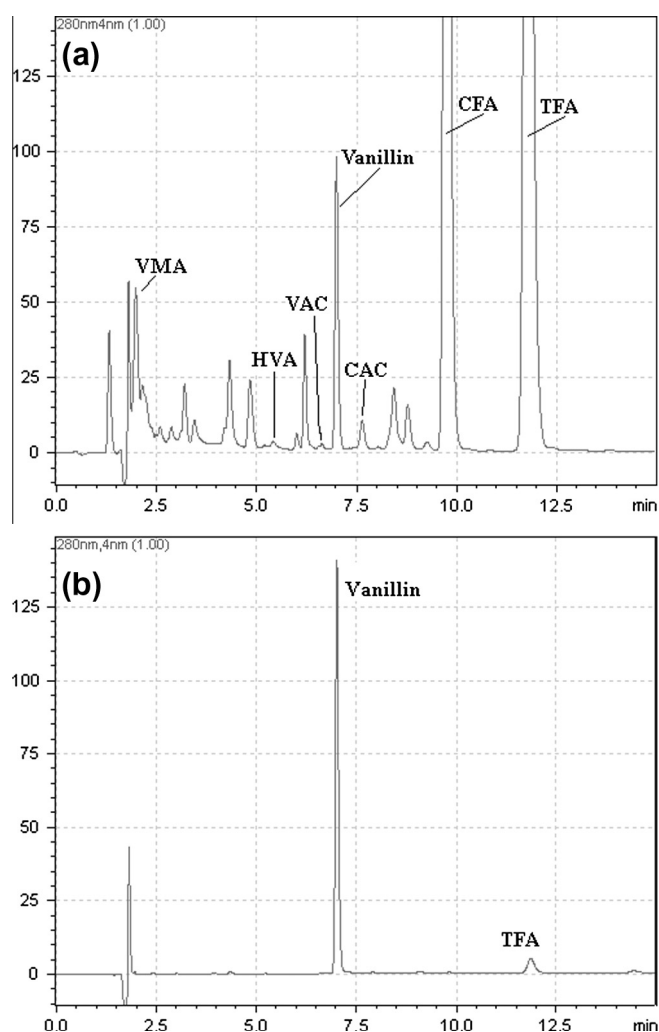 280nm4nm (1.00)
(a)
125
100
75
50
25
0
VMA
HVA
VAC
Vanillin
CAC
CFA
TFA
0.0 2.5 5.0 7.5 10.0 12.5 min
280nm,4nm (1.00)
(b)
125
100
75
50
25
0
Vanillin
TFA
0.0 2.5 5.0 7.5 10.0 12.5 min